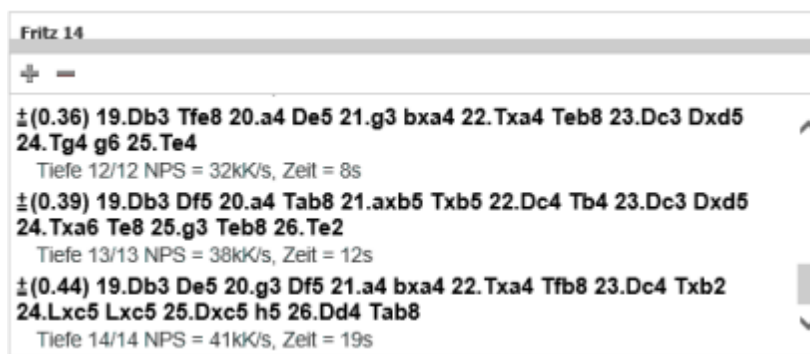 Fritz 14
± (0.36) 19.Db3 Tfe8 20.a4 De5 21.g3 bxa4 22.Txa4 Teb8 23.Dc3 Dxd5
24.Tg4 g6 25.Te4
Tiefe 12/12 NPS = 32kK/s, Zeit = 8s
± (0.39) 19.Db3 Df5 20.a4 Tab8 21.axb5 Txb5 22.Dc4 Tb4 23.Dc3 Dxd5
24.Txa6 Te8 25.g3 Teb8 26.Te2
Tiefe 13/13 NPS = 38kK/s, Zeit = 12s
± (0.44) 19.Db3 De5 20.g3 Df5 21.a4 bxa4 22.Txa4 Tfb8 23.Dc4 Txb2
24.Lxc5 Lxc5 25.Dxc5 h5 26.Dd4 Tab8
Tiefe 14/14 NPS = 41kK/s, Zeit = 19s